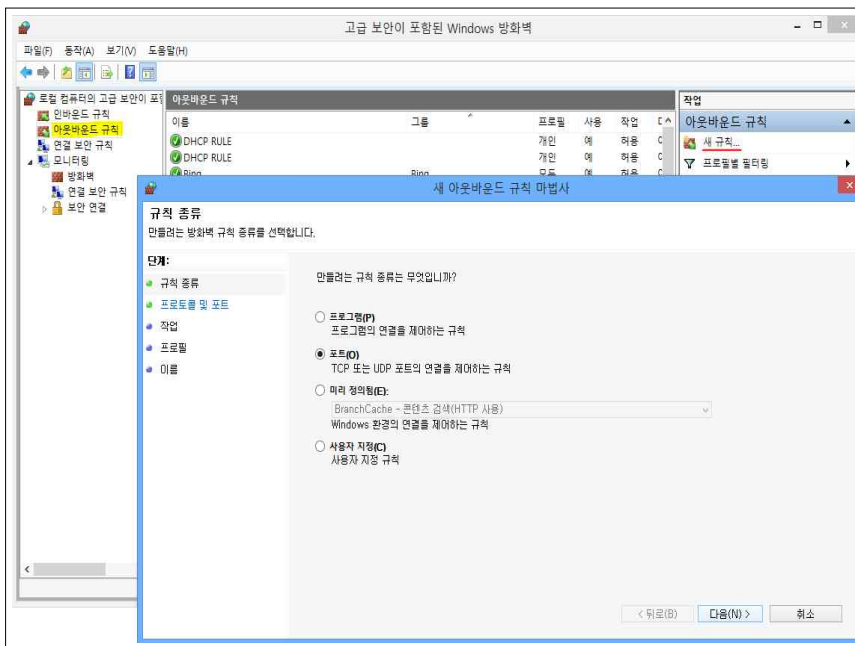 고급 보안이 포함된 Windows 방화벽
파일(F) 동작(A) 보기(V) 도움말(H)
로컬 컴퓨터의 고급 보안이 포함
인바운드 규칙
아웃바운드 규칙
연결 보안 규칙
모니터링
방화벽
연결 보안 규칙
보안 연결
아웃바운드 규칙
이름 그룹 프로필 사용 작업
DHCP RULE 개인 예 허용
DHCP RULE 개인 예 허용
Bing Bing 모두 예 허용
작업
아웃바운드 규칙
새 규칙...
프로필별 필터링
새 아웃바운드 규칙 마법사
규칙 종류
만들려는 방화벽 규칙 종류를 선택합니다.
단계:
규칙 종류
프로토콜 및 포트
작업
프로필
이름
만들려는 규칙 종류는 무엇입니까?
프로그램(P)
프로그램의 연결을 제어하는 규칙
포트(O)
TCP 또는 UDP 포트의 연결을 제어하는 규칙
미리 정의됨(E):
BranchCache - 콘텐츠 검색(HTTP 사용)
Windows 환경의 연결을 제어하는 규칙
사용자 지정(C)
사용자 지정 규칙
< 뒤로(B) 다음(N) > 취소